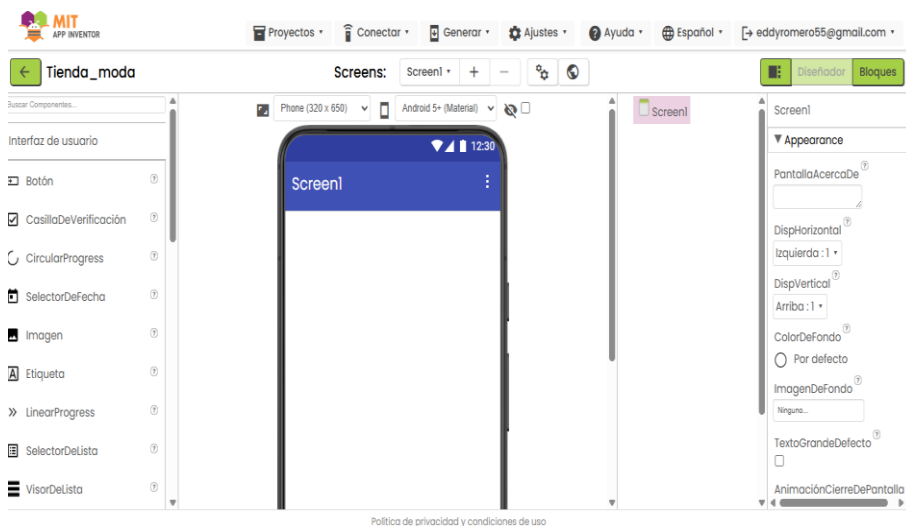 MIT
APP INVENTOR
Proyectos
Conectar
Generar
Ajustes
Ayuda
Español
eddyromero55@gmail.com
Tienda_moda
Screens:
Screen1
Diseñador
Bloques
Buscar Componentes...
Interfaz de usuario
Botón
CasillaDeVerificación
CircularProgress
SelectorDeFecha
Imagen
Etiqueta
LinearProgress
SelectorDeLista
VisorDeLista
Phone (320 x 650)
Android 5+ (Material)
12:30
Screen1
Screen1
Screen1
Appearance
PantallaAcercaDe
DispHorizontal
Izquierda : 1
DispVertical
Arriba : 1
ColorDeFondo
Por defecto
ImagenDeFondo
Ninguno...
TextoGrandeDefecto
AnimaciónCierreDePantalla
Política de privacidad y condiciones de uso